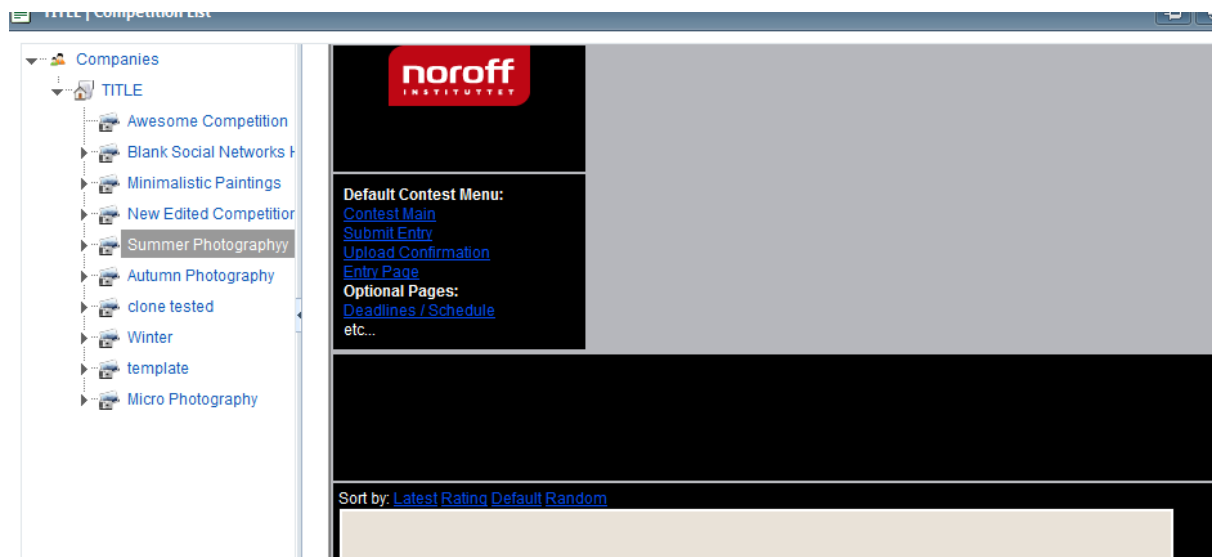 TITLE | Competition List
Companies
TITLE
Awesome Competition
Blank Social Networks H
Minimalistic Paintings
New Edited Competition
Summer Photographyy
Autumn Photography
clone tested
Winter
template
Micro Photography
noroff
INSTITUTTET
Default Contest Menu:
Contest Main
Submit Entry
Upload Confirmation
Entry Page
Optional Pages:
Deadlines / Schedule
etc...
Sort by: Latest Rating Default Random